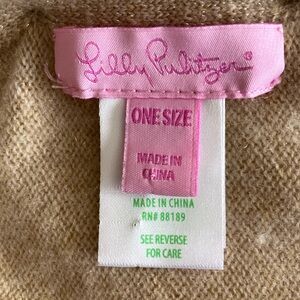 Lilly Pulitzer®
ONE SIZE
MADE IN
CHINA
MADE IN CHINA
RN# 88189
SEE REVERSE
FOR CARE